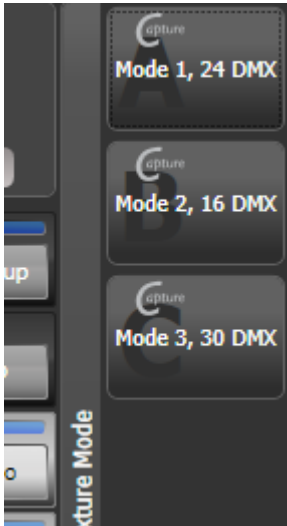 Capture
A
Mode 1, 24 DMX
Capture
B
Mode 2, 16 DMX
Capture
C
Mode 3, 30 DMX
up
o
xture Mode